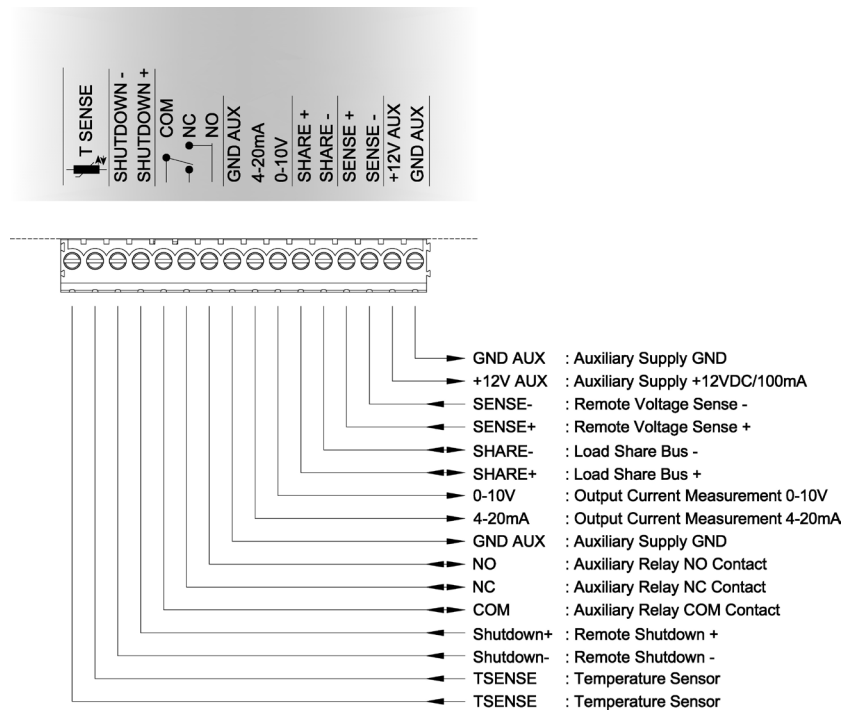 T SENSE
SHUTDOWN -
SHUTDOWN +
COM
NC
NO
GND AUX
4-20mA
0-10V
SHARE +
SHARE -
SENSE +
SENSE -
+12V AUX
GND AUX
GND AUX : Auxiliary Supply GND
+12V AUX : Auxiliary Supply +12VDC/100mA
SENSE- : Remote Voltage Sense -
SENSE+ : Remote Voltage Sense +
SHARE- : Load Share Bus -
SHARE+ : Load Share Bus +
0-10V : Output Current Measurement 0-10V
4-20mA : Output Current Measurement 4-20mA
GND AUX : Auxiliary Supply GND
NO : Auxiliary Relay NO Contact
NC : Auxiliary Relay NC Contact
COM : Auxiliary Relay COM Contact
Shutdown+ : Remote Shutdown +
Shutdown- : Remote Shutdown -
TSENSE : Temperature Sensor
TSENSE : Temperature Sensor